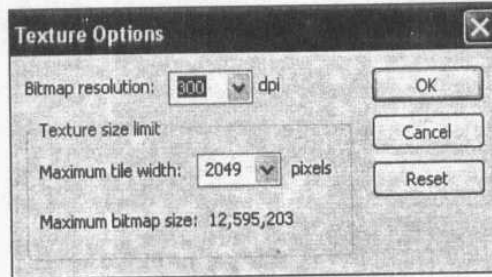 Texture Options
Bitmap resolution: 300 dpi
OK
Texture size limit
Cancel
Maximum tile width: 2049 pixels
Reset
Maximum bitmap size: 12,595,203